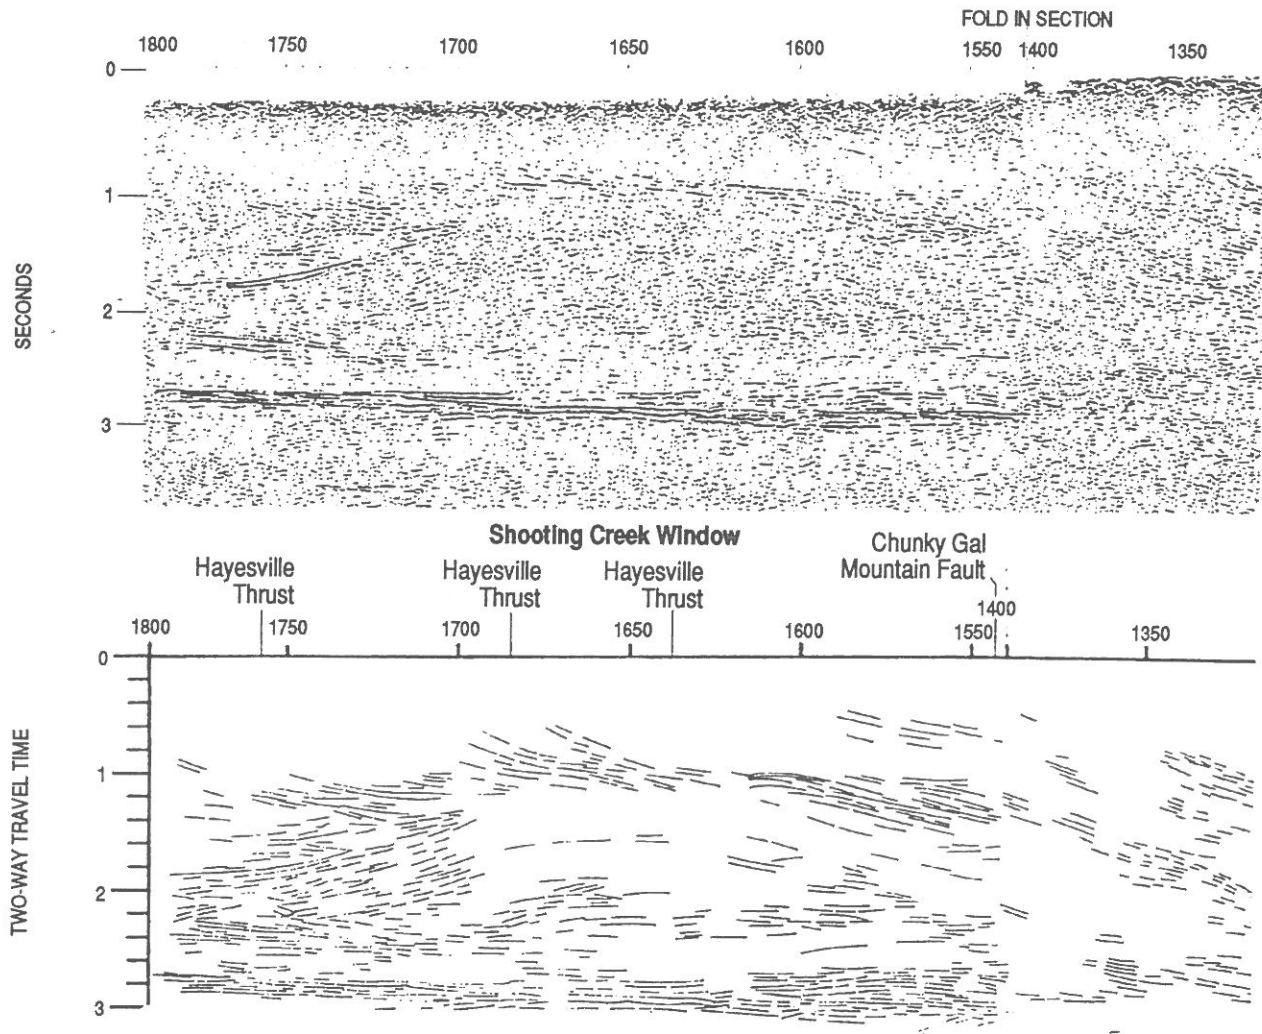 FOLD IN SECTION
1800 1750 1700 1650 1600 1550 1400 1350
0
1
2
3
SECONDS
Shooting Creek Window
Hayesville
Thrust
Hayesville
Thrust
Hayesville
Thrust
Chunky Gal
Mountain Fault
1800 1750 1700 1650 1600 1550 1400 1350
0
1
2
3
TWO-WAY TRAVEL TIME